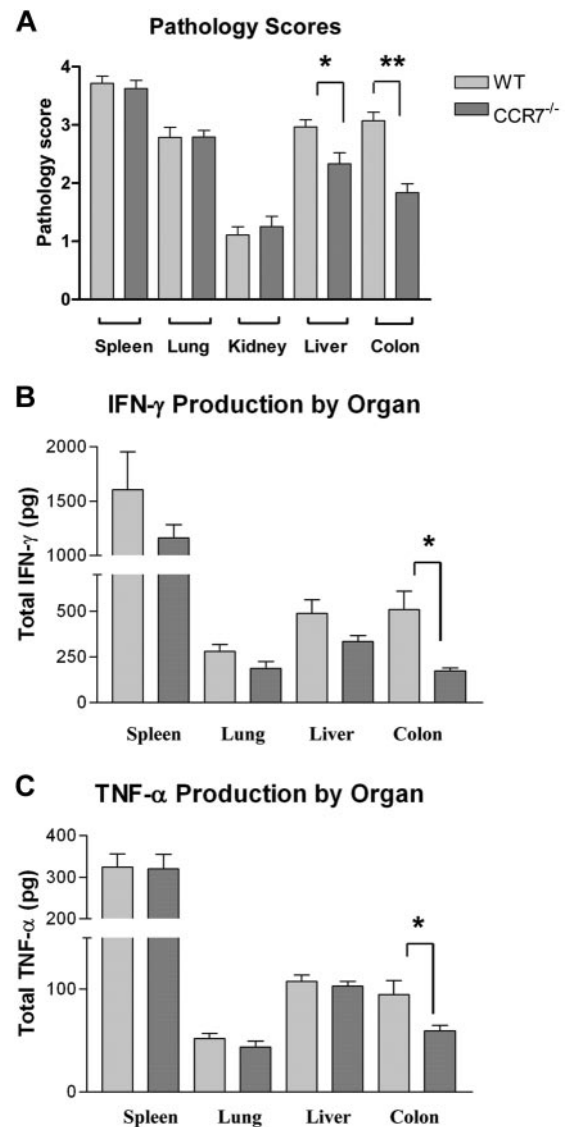 A
Pathology Scores
Pathology score
4
3
2
1
0
* **
WT
CCR7-/-
Spleen Lung Kidney Liver Colon
B
IFN-γ Production by Organ
Total IFN-γ (pg)
2000
1500
1000
500
250
0
*
Spleen Lung Liver Colon
C
TNF-α Production by Organ
Total TNF-α (pg)
400
300
200
100
0
*
Spleen Lung Liver Colon